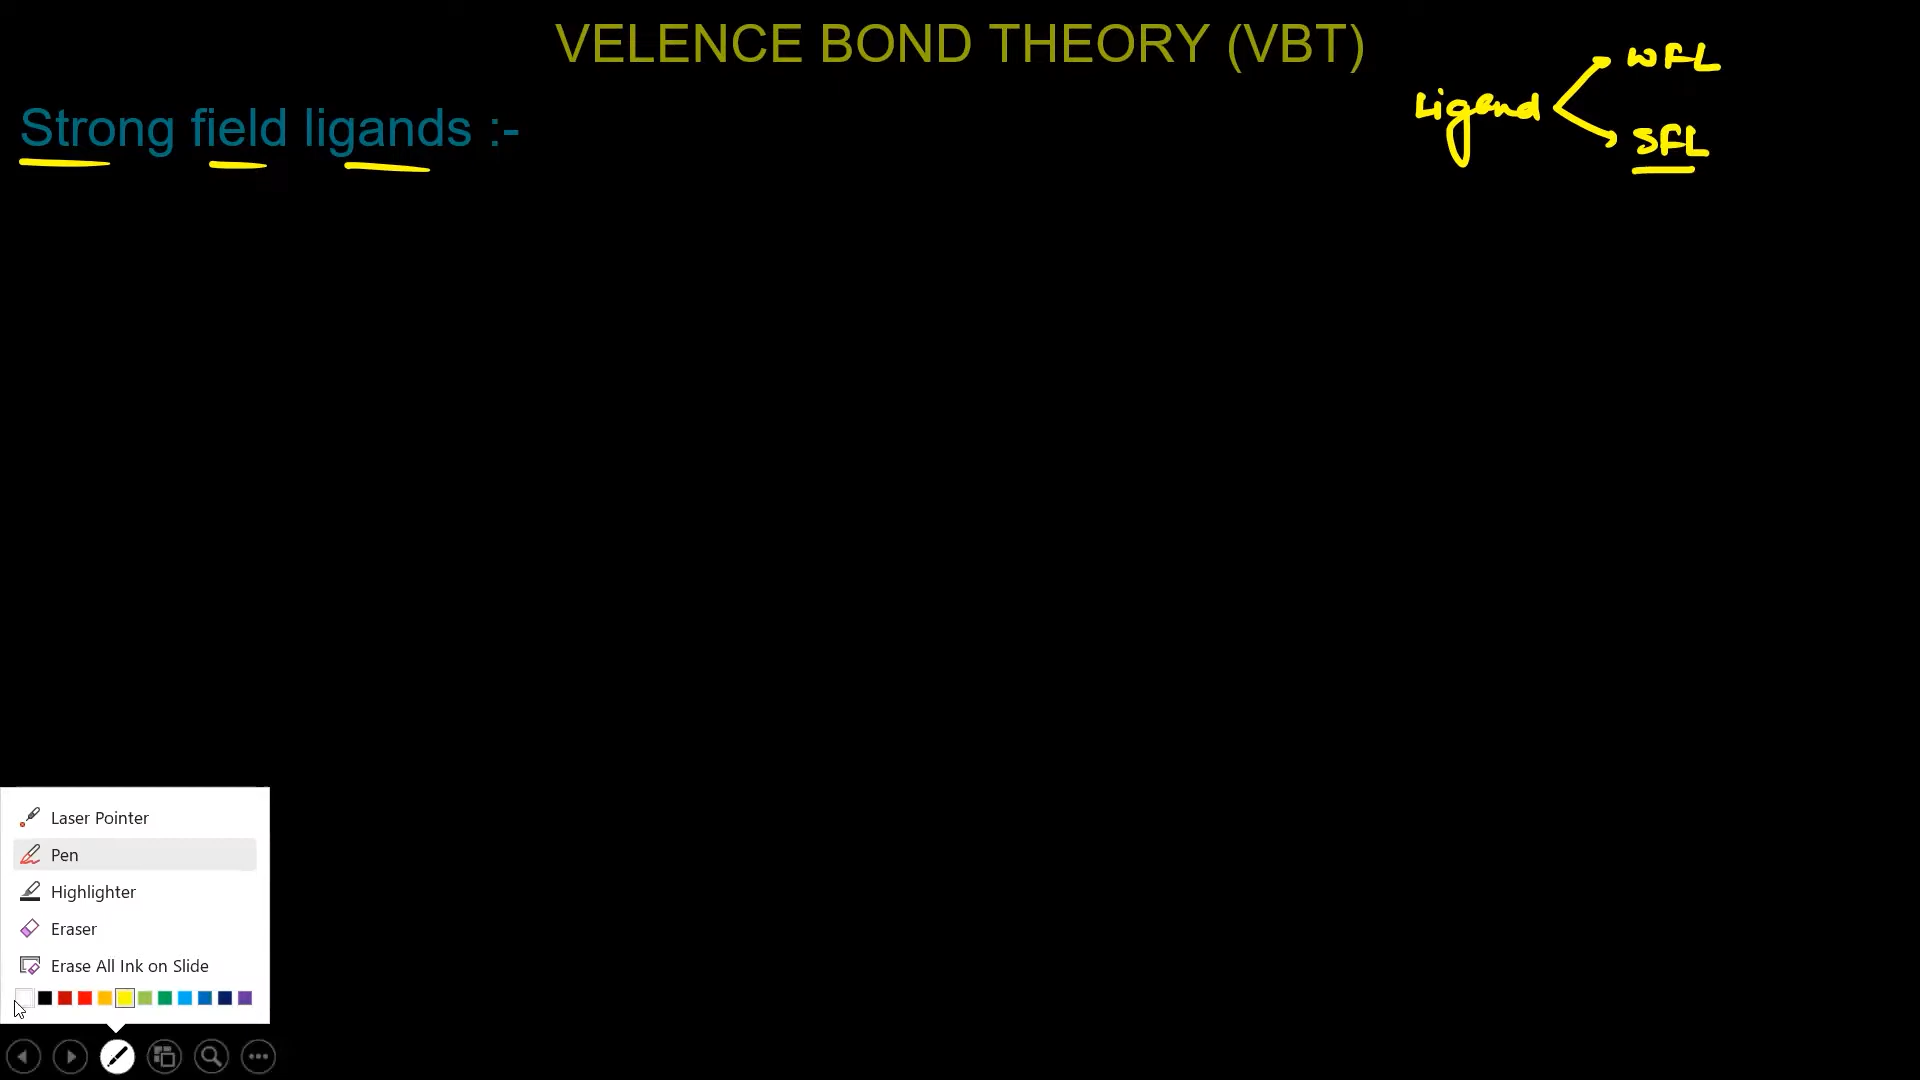 VELENCE BOND THEORY (VBT)
Strong field ligands :-
Ligand
WFL
SFL
Laser Pointer
Pen
Highlighter
Eraser
Erase All Ink on Slide